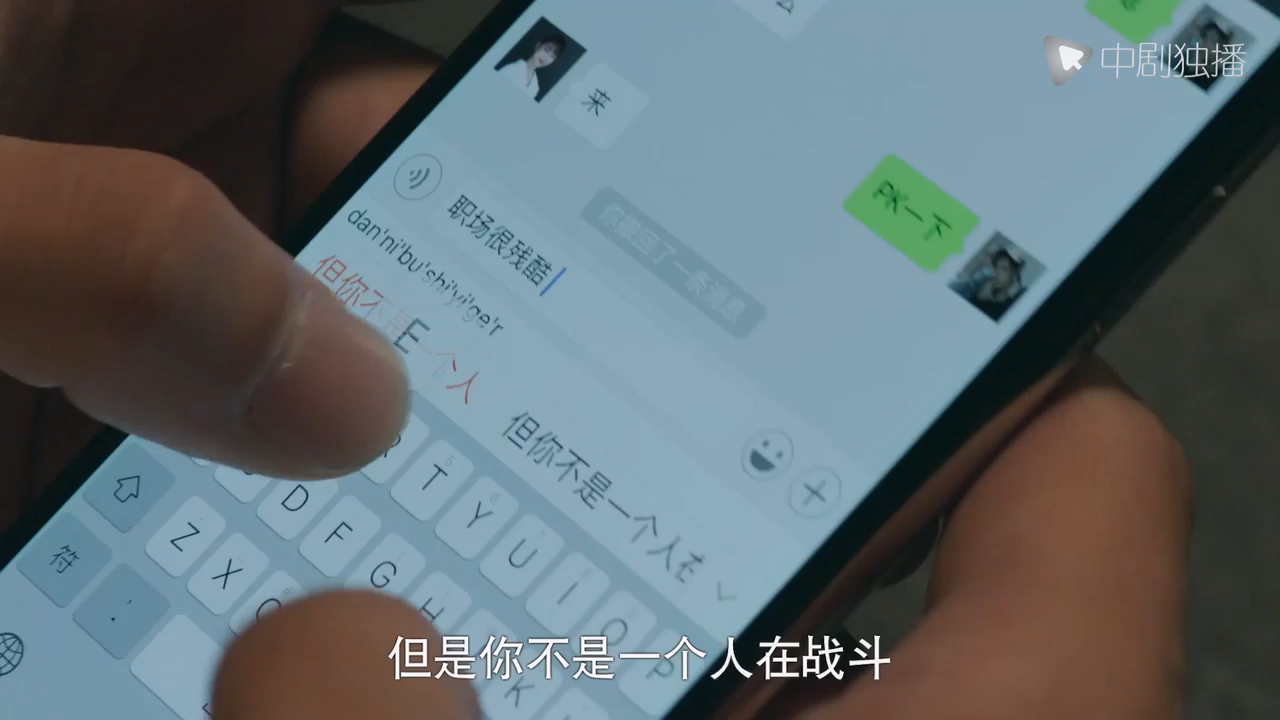 中剧独播
来
PK一下
职场很残酷
dan'ni'bu'shi'yi'ge'r
但你不是一个人
但你不是一个人在
E
T Y U I O P
D F G H
Z X
K
符
但是你不是一个人在战斗